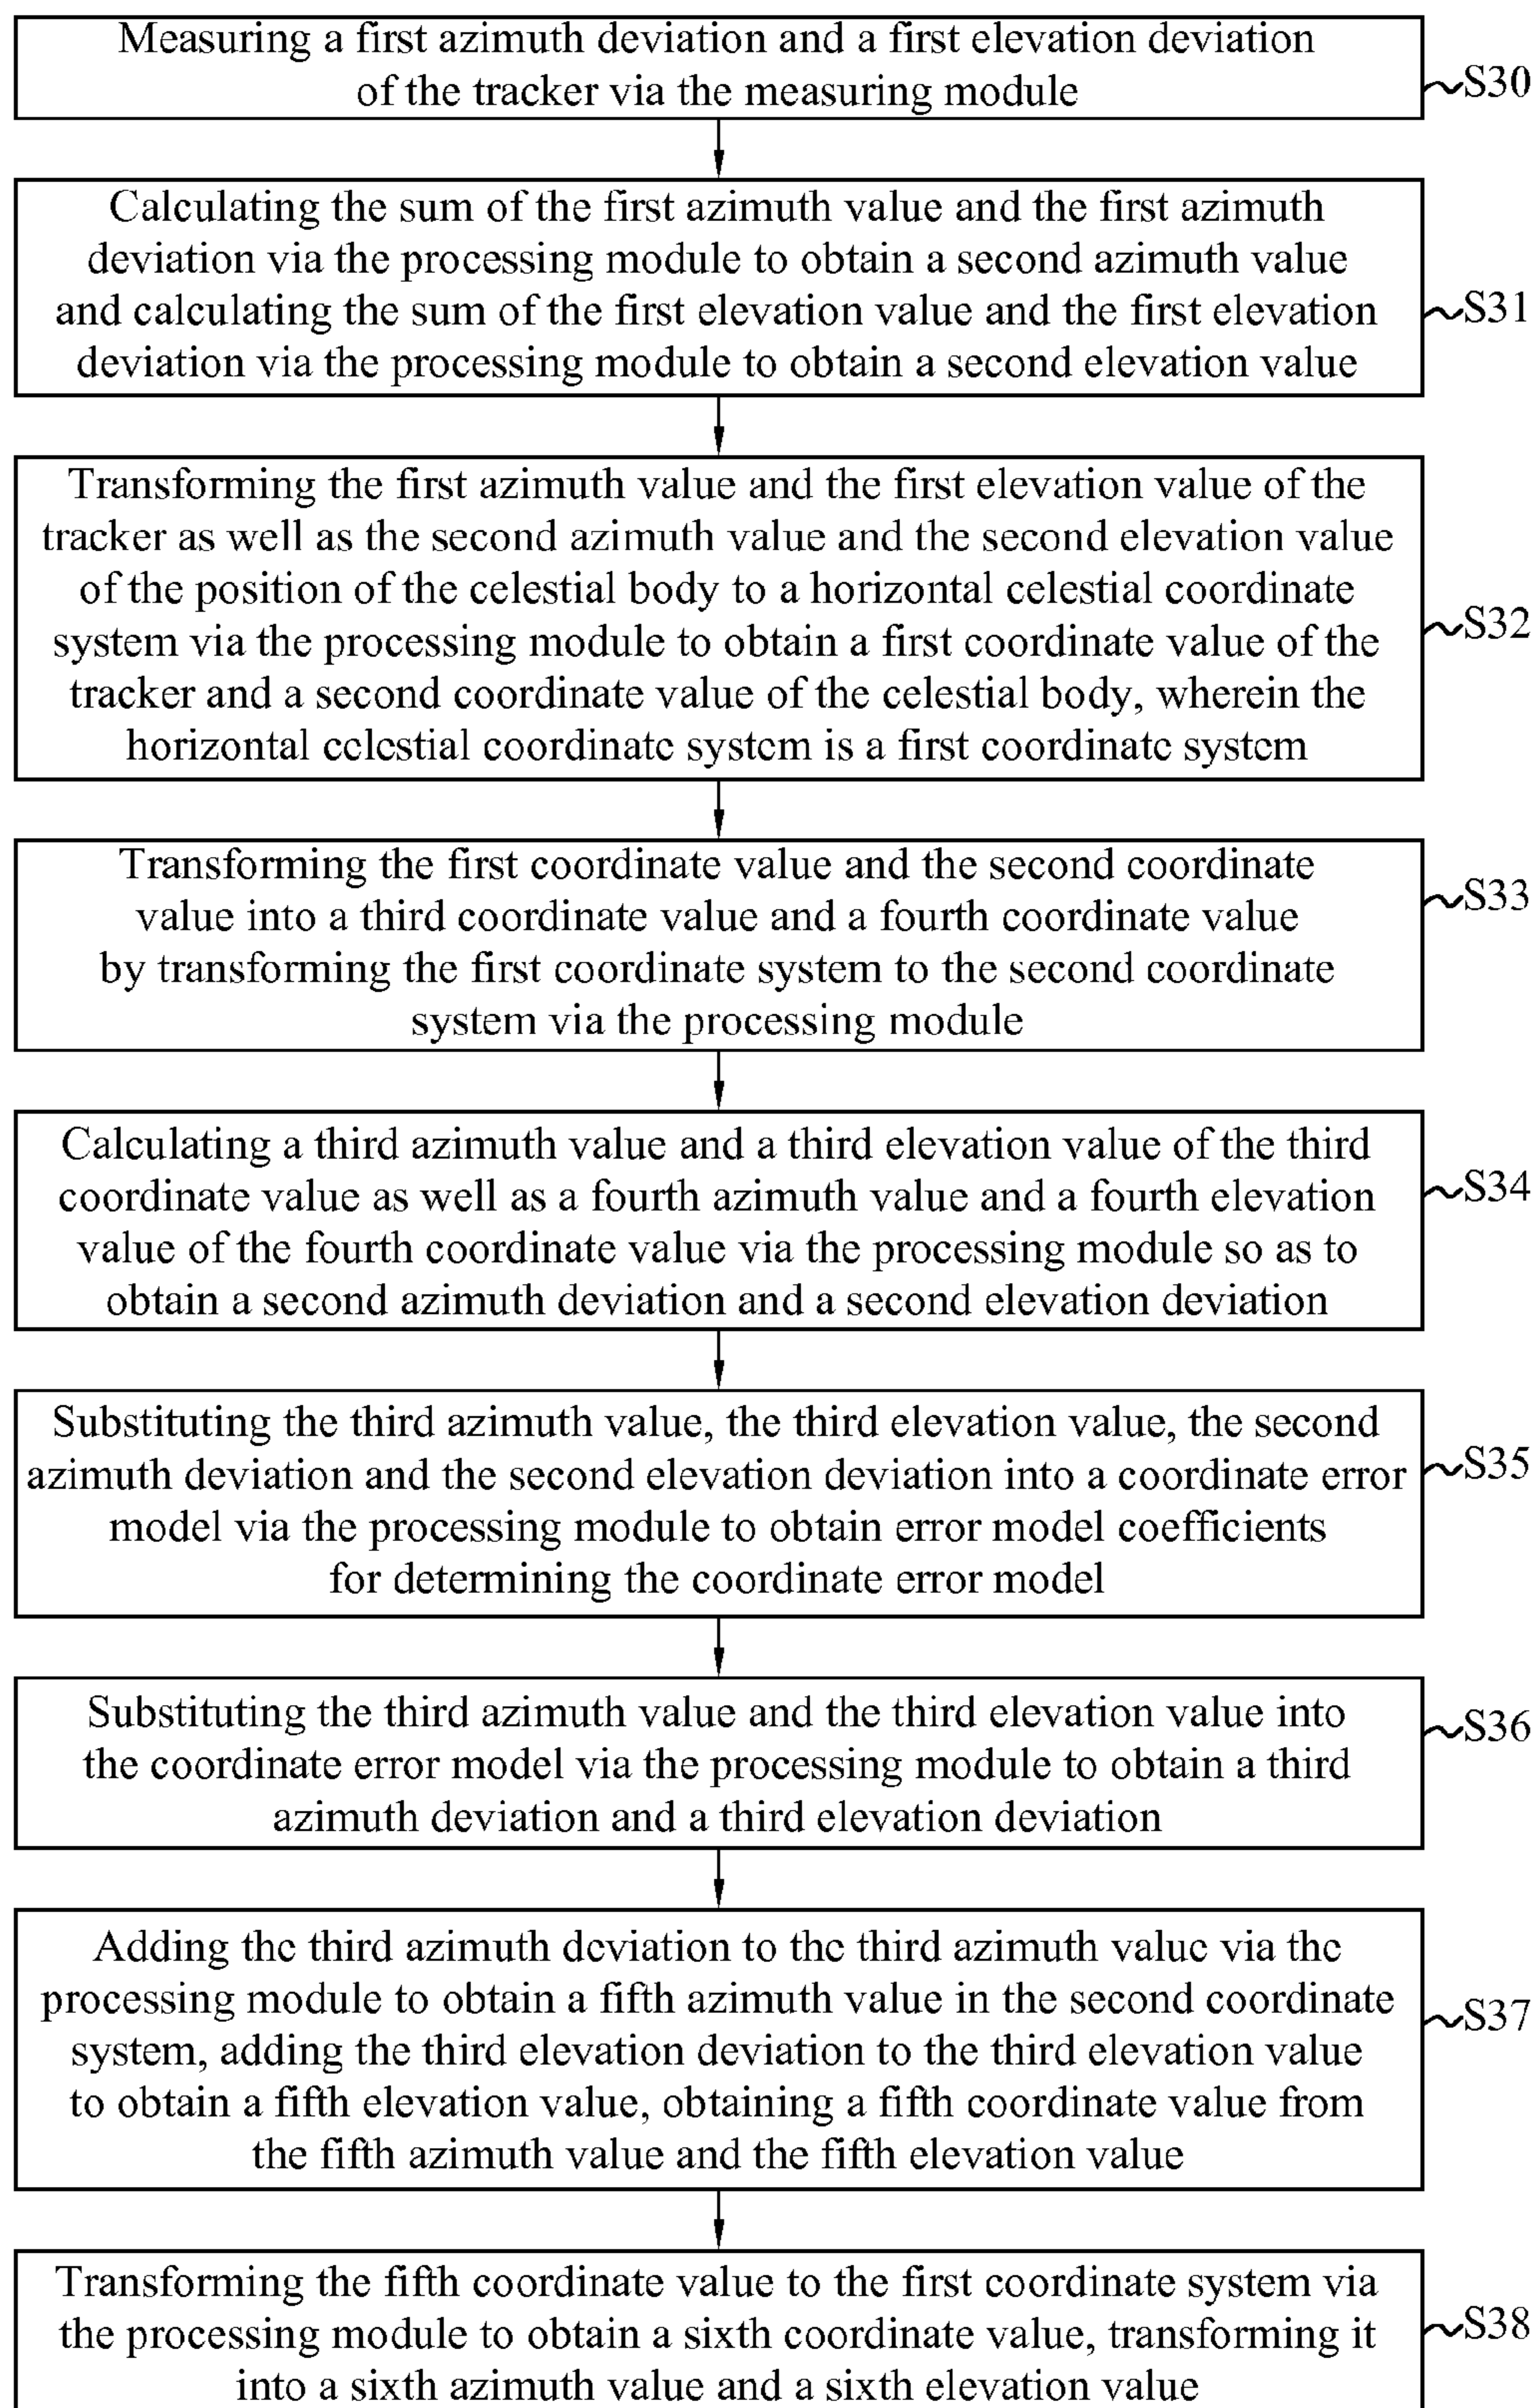 Measuring a first azimuth deviation and a first elevation deviation
of the tracker via the measuring module
S30
Calculating the sum of the first azimuth value and the first azimuth
deviation via the processing module to obtain a second azimuth value
and calculating the sum of the first elevation value and the first elevation
deviation via the processing module to obtain a second elevation value
S31
Transforming the first azimuth value and the first elevation value of the
tracker as well as the second azimuth value and the second elevation value
of the position of the celestial body to a horizontal celestial coordinate
system via the processing module to obtain a first coordinate value of the
tracker and a second coordinate value of the celestial body, wherein the
horizontal celestial coordinate system is a first coordinate system
S32
Transforming the first coordinate value and the second coordinate
value into a third coordinate value and a fourth coordinate value
by transforming the first coordinate system to the second coordinate
system via the processing module
S33
Calculating a third azimuth value and a third elevation value of the third
coordinate value as well as a fourth azimuth value and a fourth elevation
value of the fourth coordinate value via the processing module so as to
obtain a second azimuth deviation and a second elevation deviation
S34
Substituting the third azimuth value, the third elevation value, the second
azimuth deviation and the second elevation deviation into a coordinate error
model via the processing module to obtain error model coefficients
for determining the coordinate error model
S35
Substituting the third azimuth value and the third elevation value into
the coordinate error model via the processing module to obtain a third
azimuth deviation and a third elevation deviation
S36
Adding the third azimuth deviation to the third azimuth value via the
processing module to obtain a fifth azimuth value in the second coordinate
system, adding the third elevation deviation to the third elevation value
to obtain a fifth elevation value, obtaining a fifth coordinate value from
the fifth azimuth value and the fifth elevation value
S37
Transforming the fifth coordinate value to the first coordinate system via
the processing module to obtain a sixth coordinate value, transforming it
into a sixth azimuth value and a sixth elevation value
S38